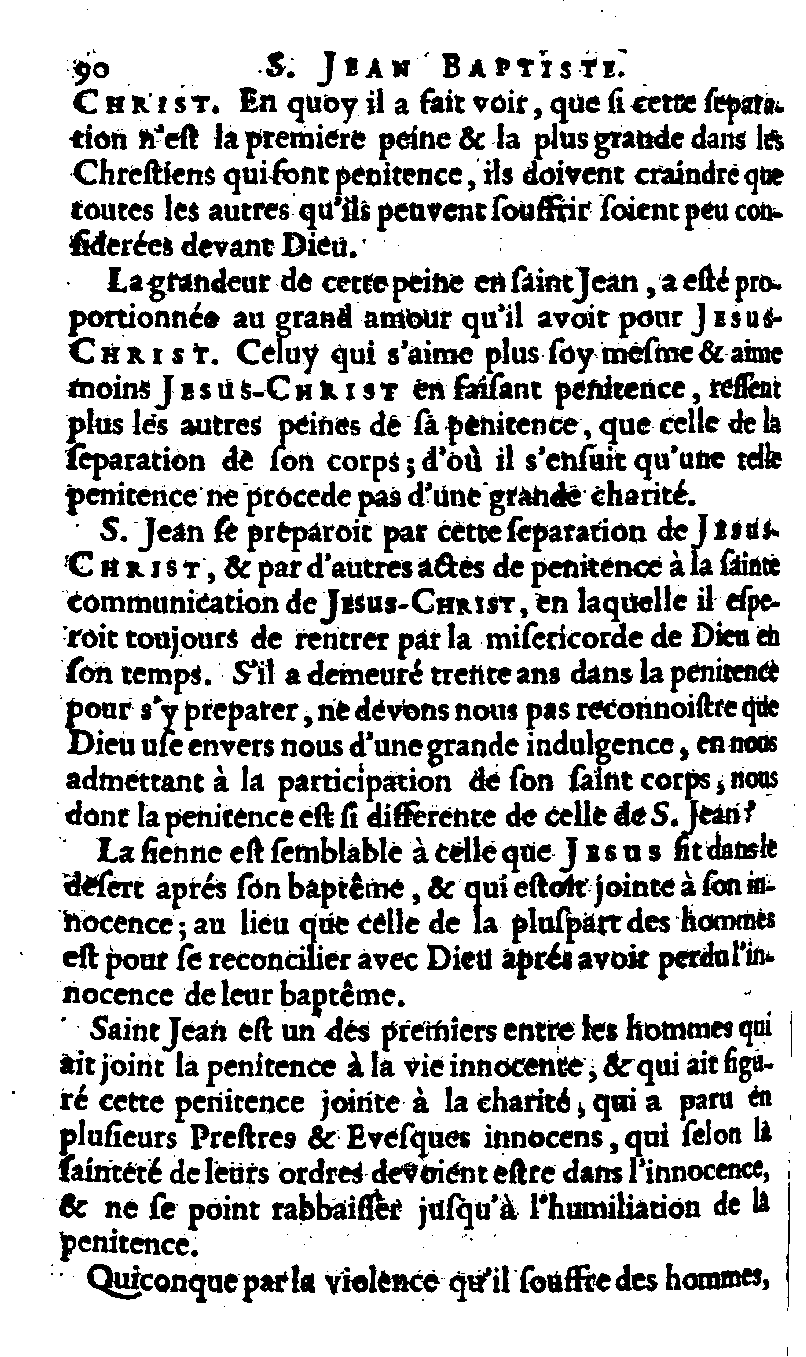 90 S. JEAN BAPTISTE.
CHRIST. En quoy il a fait voir, que si cette separa-
tion n'est la premiere peine & la plus grande dans les
Chrestiens qui font penitence, ils doivent craindre que
toutes les autres qu'ils peuvent souffrir soient peu con-
siderées devant Dieu.
La grandeur de cette peine en saint Jean, a esté pro-
portionnée au grand amour qu'il avoit pour JESUS-
CHRIST. Celuy qui s'aime plus soy mesme & aime
moins JESUS-CHRIST en faisant penitence, ressent
plus les autres peines de sa penitence, que celle de la
separation de son corps; d'où il s'ensuit qu'une telle
penitence ne procede pas d'une grande charité.
S. Jean se preparoit par cette separation de JESUS-
CHRIST, & par d'autres actes de penitence à la sainte
communication de JESUS-CHRIST, en laquelle il espe-
roit toujours de rentrer par la misericorde de Dieu en
son temps. S'il a demeuré trente ans dans la penitence
pour s'y preparer, ne devons nous pas reconnoistre que
Dieu use envers nous d'une grande indulgence, en nous
admettant à la participation de son saint corps, nous
dont la penitence est si differente de celle de S. Jean?
La sienne est semblable à celle que JESUS fit dans le
desert aprés son baptême, & qui estoit jointe à son in-
nocence; au lieu que celle de la pluspart des hommes
est pour se reconcilier avec Dieu aprés avoir perdu l'in-
nocence de leur baptême.
Saint Jean est un des premiers entre les hommes qui
ait joint la penitence à la vie innocente, & qui ait figu-
ré cette penitence jointe à la charité, qui a paru en
plusieurs Prestres & Evesques innocens, qui selon la
sainteté de leurs ordres devoient estre dans l'innocence,
& ne se point rabbaisser jusqu'à l'humiliation de la
penitence.
Quiconque par la violence qu'il souffre des hommes,